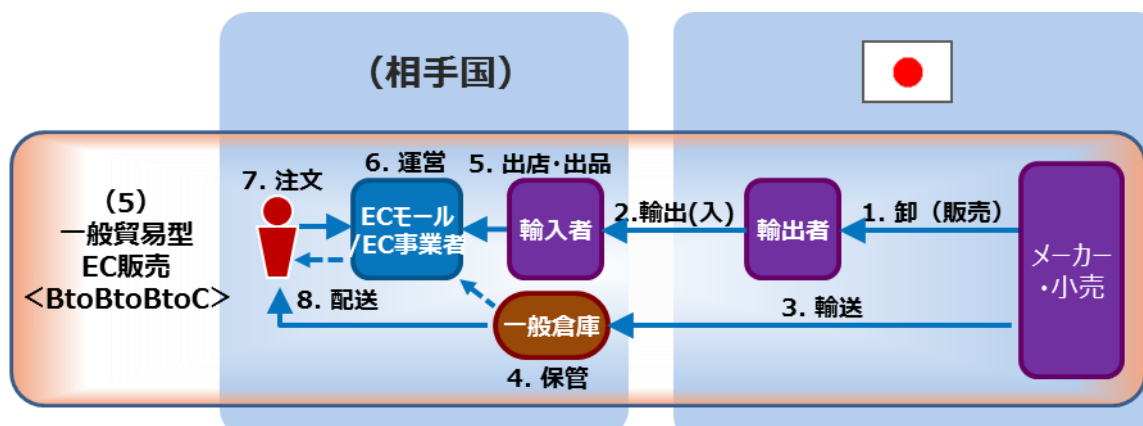 (相手国)
(5)
一般貿易型
EC販売
<BtoBtoBtoC>
7. 注文
6. 運営
5. 出店・出品
ECモール
/EC事業者
輸入者
2.輸出(入)
輸出者
1. 卸（販売）
メーカー
・小売
8. 配送
一般倉庫
3. 輸送
4. 保管